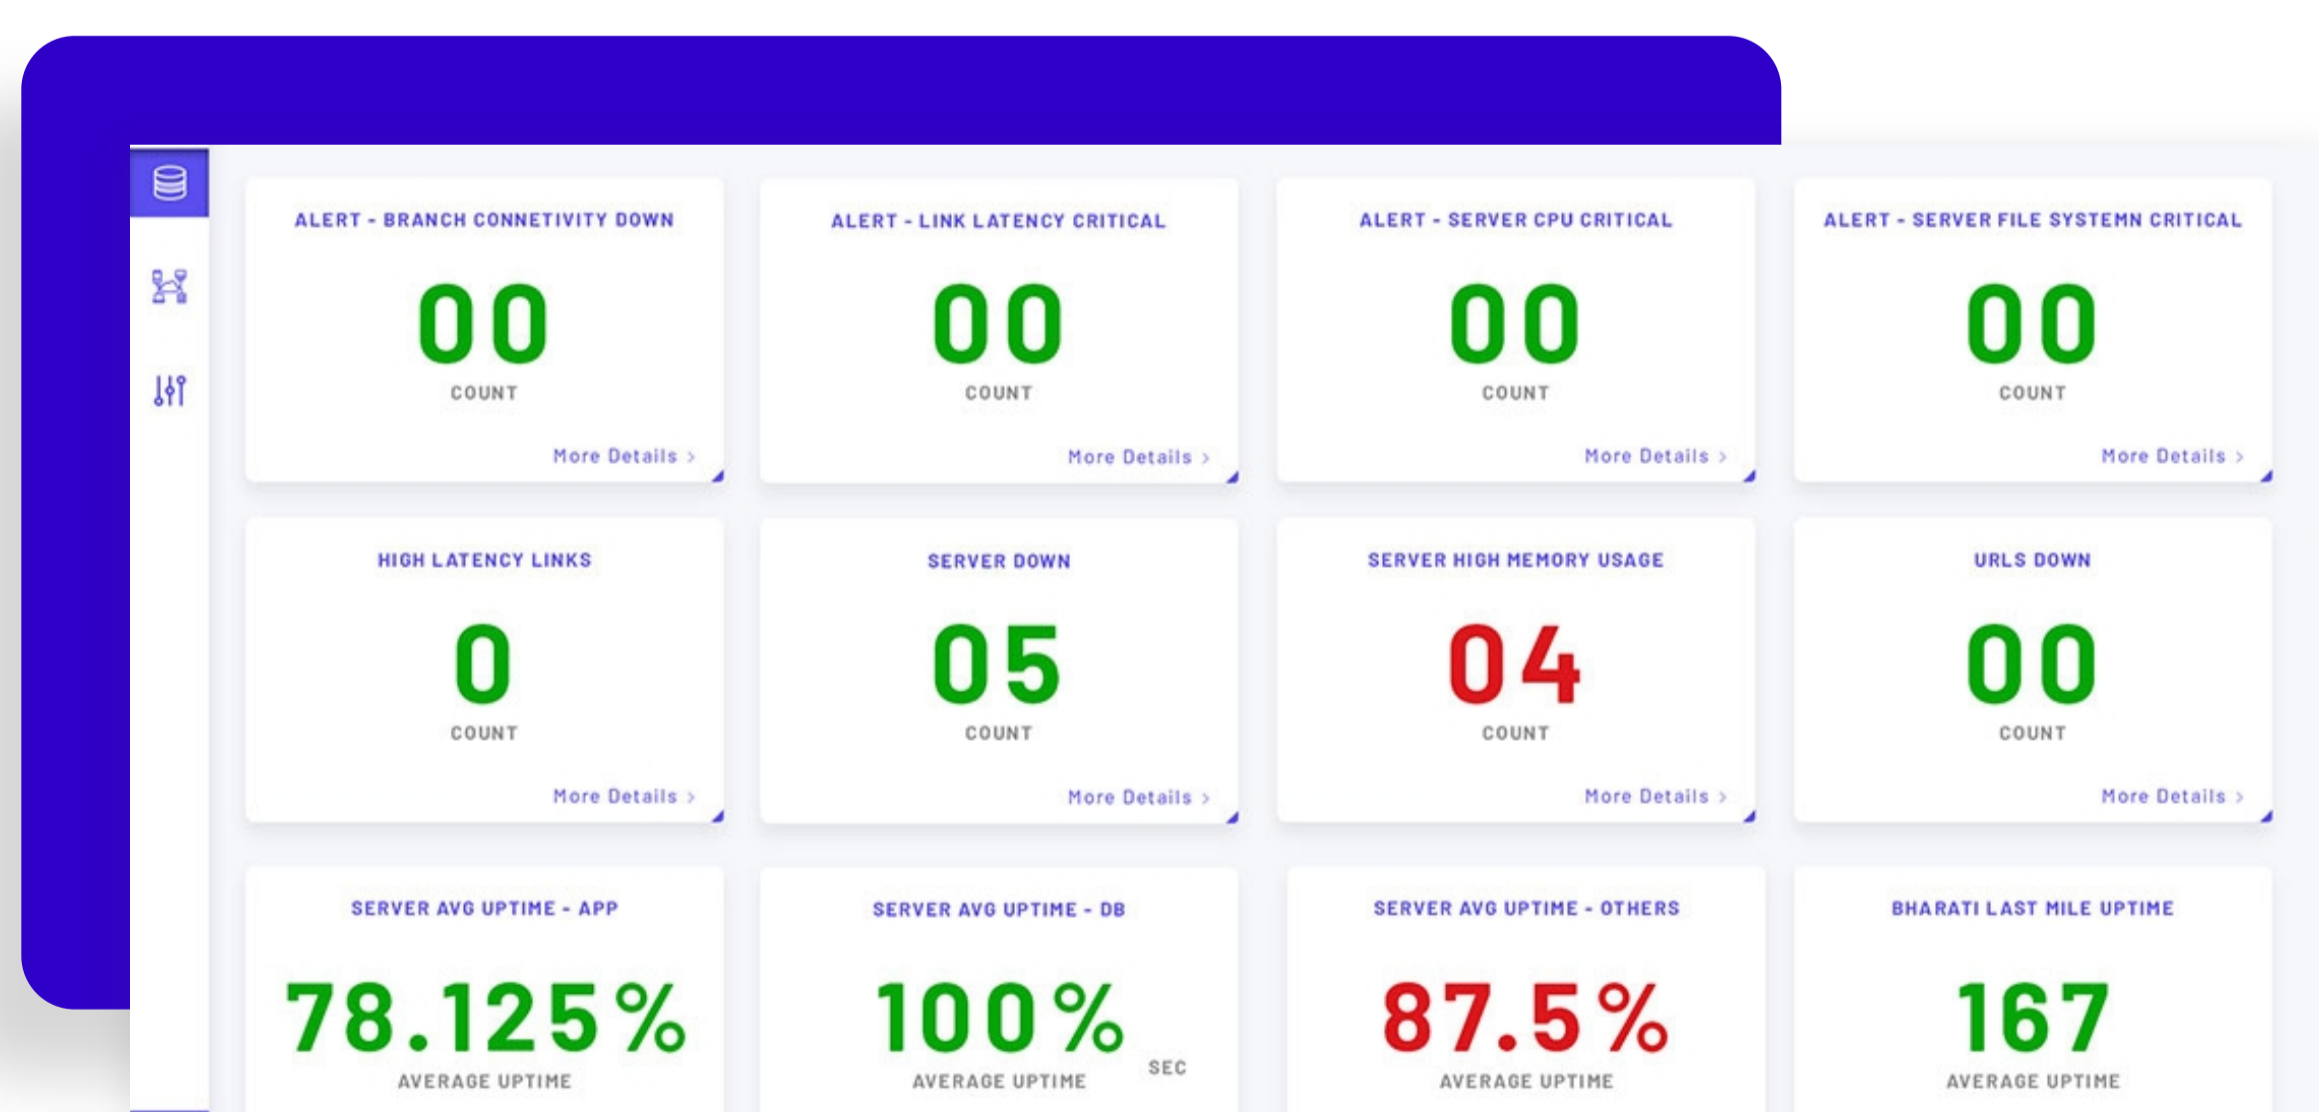 ALERT - BRANCH CONNETIVITY DOWN
00
COUNT
More Details >
ALERT - LINK LATENCY CRITICAL
00
COUNT
More Details >
ALERT - SERVER CPU CRITICAL
00
COUNT
More Details >
ALERT - SERVER FILE SYSTEMN CRITICAL
00
COUNT
More Details >
HIGH LATENCY LINKS
0
COUNT
More Details >
SERVER DOWN
05
COUNT
More Details >
SERVER HIGH MEMORY USAGE
04
COUNT
More Details >
URLS DOWN
00
COUNT
More Details >
SERVER AVG UPTIME - APP
78.125%
AVERAGE UPTIME
SERVER AVG UPTIME - DB
100%
SEC
AVERAGE UPTIME
SERVER AVG UPTIME - OTHERS
87.5%
AVERAGE UPTIME
BHARATI LAST MILE UPTIME
167
AVERAGE UPTIME